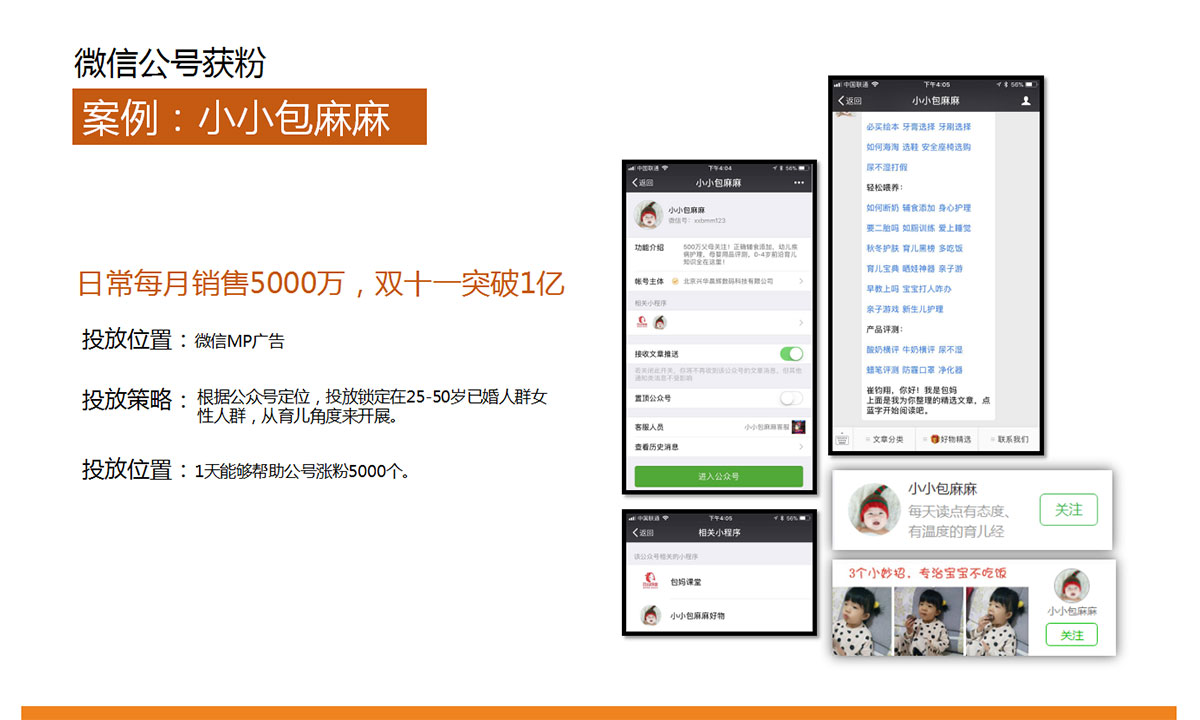 微信公号获粉
案例：小小包麻麻
日常每月销售5000万，双十一突破1亿
投放位置：微信MP广告
投放策略：根据公众号定位，投放锁定在25-50岁已婚人群女
性人群，从育儿角度来开展。
投放位置：1天能够帮助公号涨粉5000个。
中国联通 下午4:04 56%
返回 小小包麻麻
小小包麻麻
微信号: xxbmm123
功能介绍 500万父母关注！正确辅食添加、幼儿疾
病护理、母婴用品评测，0-4岁前沿育儿
知识全在这里！
帐号主体 北京兴华晨辉数码科技有限公司
相关小程序
接收文章推送
置顶公众号
客服人员 小小包麻麻客服
查看历史消息
进入公众号
中国联通 下午4:05 56%
返回 相关小程序
该公众号相关的小程序
包妈课堂
小小包麻麻好物
中国联通 下午4:05 56%
返回 小小包麻麻
必买绘本 牙膏选择 牙刷选择
如何海淘 选鞋 安全座椅选购
尿不湿打假
轻松喂养：
如何断奶 辅食添加 身心护理
要二胎吗 如厕训练 爱上睡觉
秋冬护肤 育儿黑榜 多吃饭
育儿宝典 晒娃神器 亲子游
早教上吗 宝宝打人咋办
亲子游戏 新生儿护理
产品评测：
酸奶横评 牛奶横评 尿不湿
蜡笔评测 防霾口罩 净化器
崔钧翔，你好！我是包妈
上面是我为你整理的精选文章，点
蓝字开始阅读吧。
文章分类 好物精选 联系我们
小小包麻麻
每天读点有态度、
有温度的育儿经
关注
3个小妙招，专治宝宝不吃饭
小小包麻麻
关注